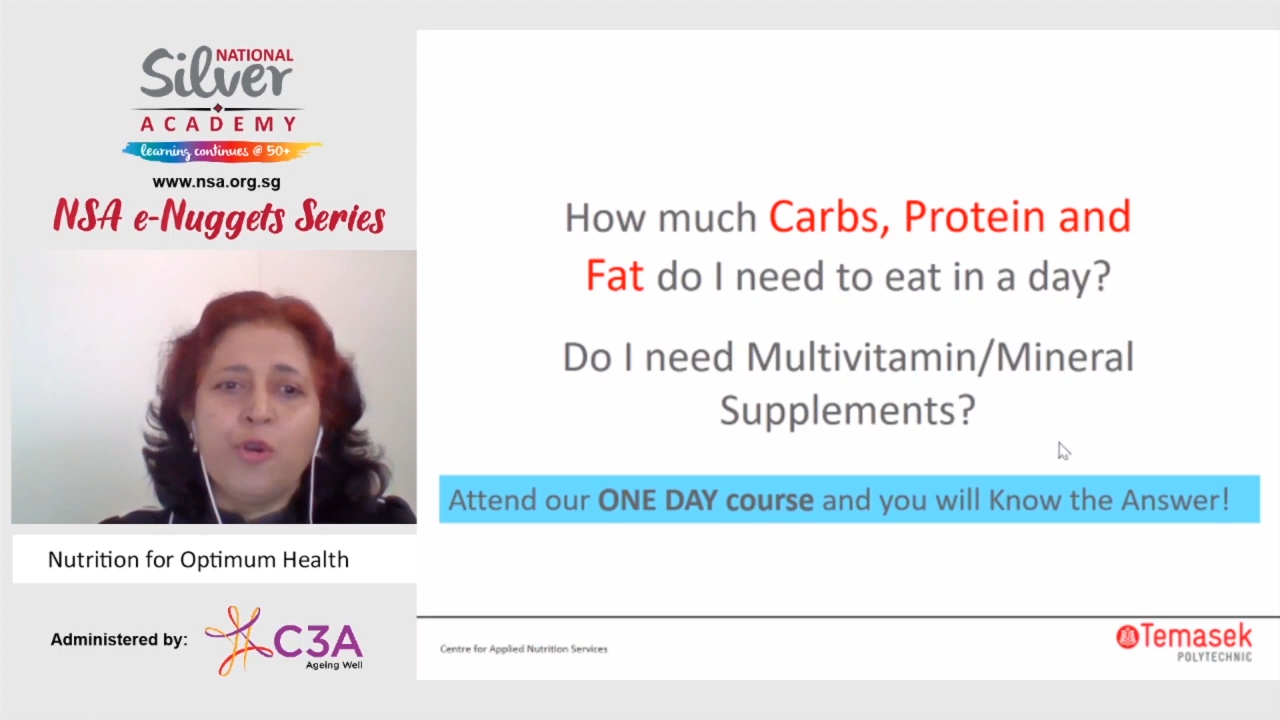 NATIONAL
Silver
ACADEMY
learning continues @ 50+
www.nsa.org.sg
NSA e-Nuggets Series
Nutrition for Optimum Health
Administered by:
C3A
Ageing Well
How much Carbs, Protein and
Fat do I need to eat in a day?
Do I need Multivitamin/Mineral
Supplements?
Attend our ONE DAY course and you will Know the Answer!
Centre for Applied Nutrition Services
Temasek
POLYTECHNIC